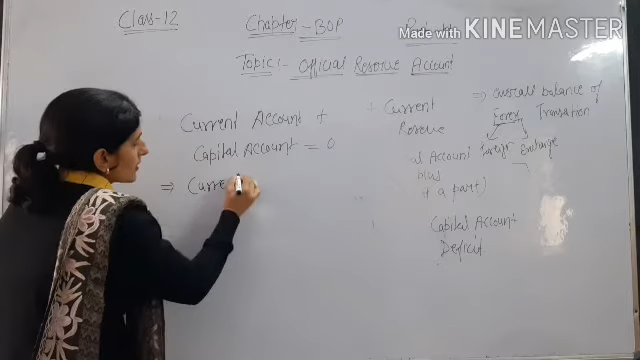 Class-12
Chapter - BOP
Made with KINEMASTER
Topic:- Official Reserve Account
Current Account +
Capital Account = 0
⇒ Curre
+ Current
Reserve
Account
plus
a part)
⇒ overall balance of
Forex Transation
foreign Exchange
Capital Account
Deficit